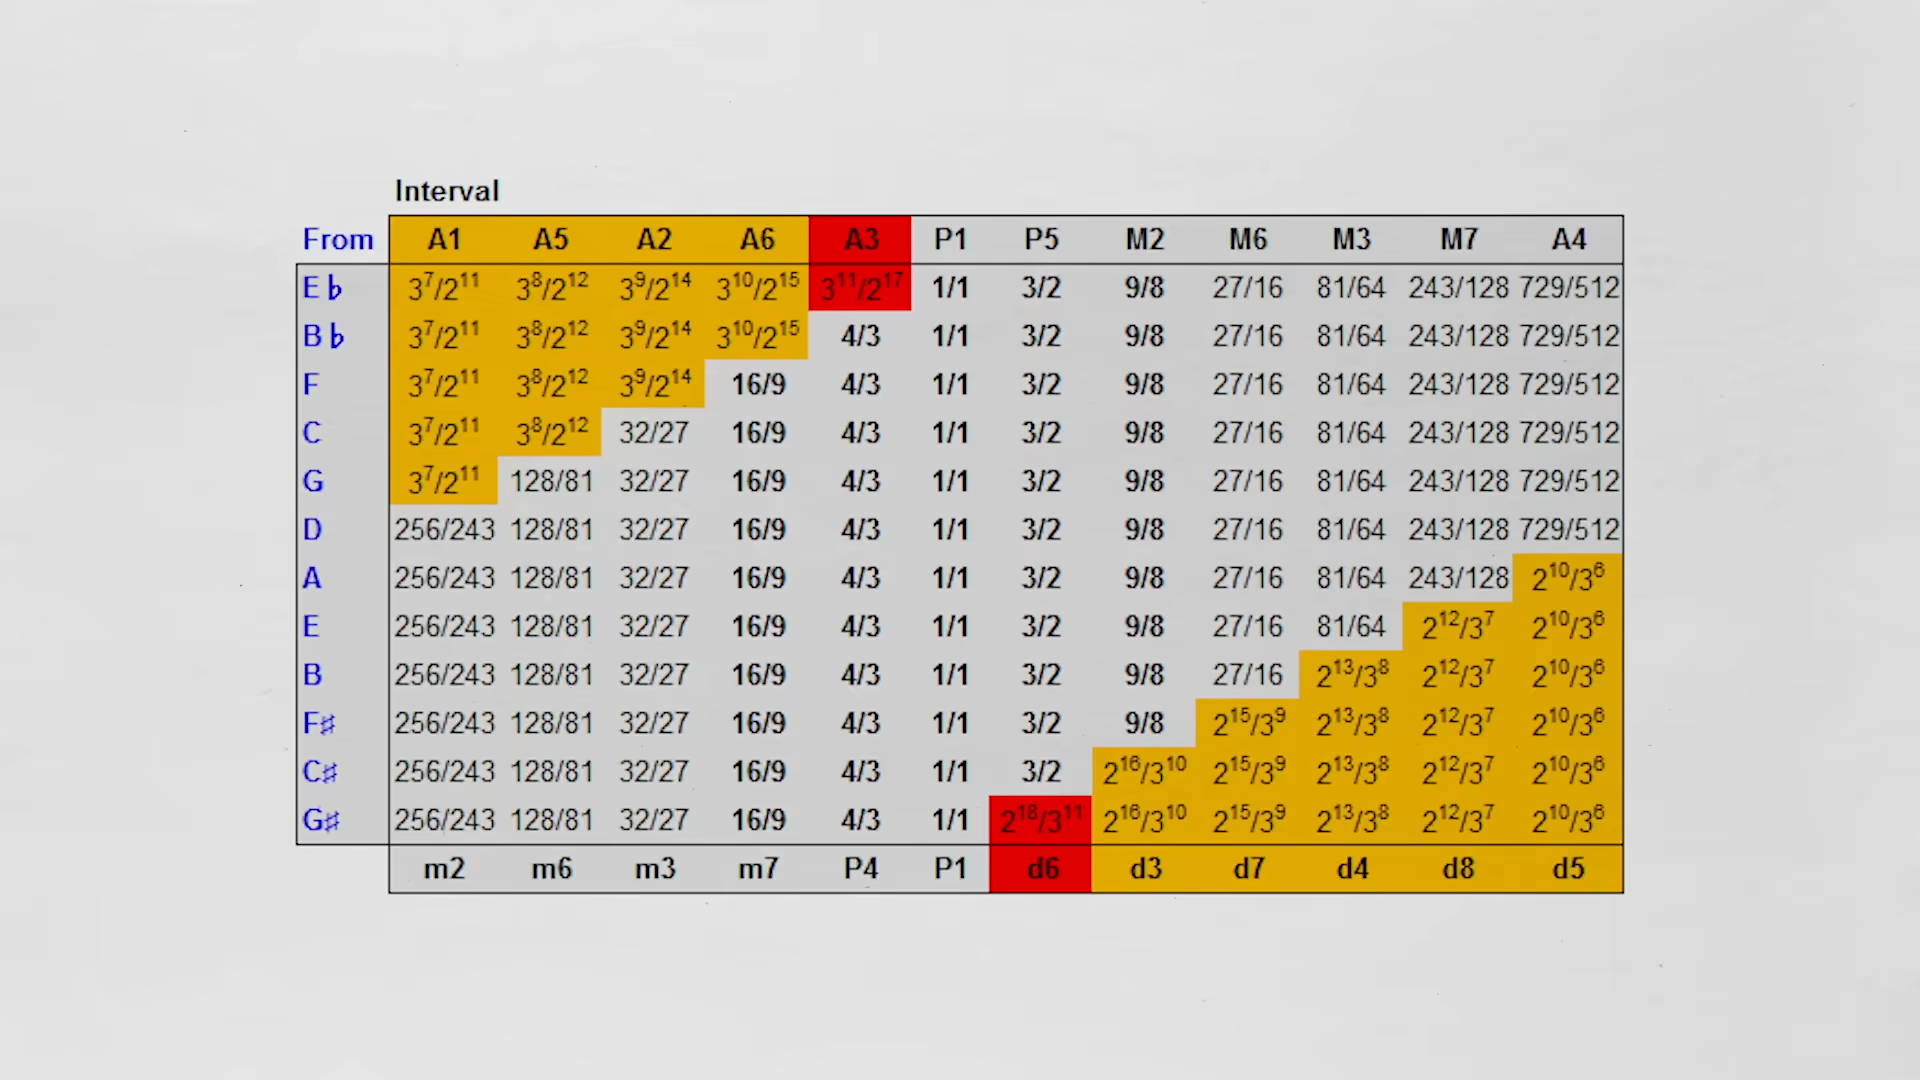 Interval
From A1 A5 A2 A6 A3 P1 P5 M2 M6 M3 M7 A4
E♭ 3⁷/2¹¹ 3⁸/2¹² 3⁹/2¹⁴ 3¹⁰/2¹⁵ 3¹¹/2¹⁷ 1/1 3/2 9/8 27/16 81/64 243/128 729/512
B♭ 3⁷/2¹¹ 3⁸/2¹² 3⁹/2¹⁴ 3¹⁰/2¹⁵ 4/3 1/1 3/2 9/8 27/16 81/64 243/128 729/512
F 3⁷/2¹¹ 3⁸/2¹² 3⁹/2¹⁴ 16/9 4/3 1/1 3/2 9/8 27/16 81/64 243/128 729/512
C 3⁷/2¹¹ 3⁸/2¹² 32/27 16/9 4/3 1/1 3/2 9/8 27/16 81/64 243/128 729/512
G 3⁷/2¹¹ 128/81 32/27 16/9 4/3 1/1 3/2 9/8 27/16 81/64 243/128 729/512
D 256/243 128/81 32/27 16/9 4/3 1/1 3/2 9/8 27/16 81/64 243/128 729/512
A 256/243 128/81 32/27 16/9 4/3 1/1 3/2 9/8 27/16 81/64 243/128 2¹⁰/3⁶
E 256/243 128/81 32/27 16/9 4/3 1/1 3/2 9/8 27/16 81/64 2¹²/3⁷ 2¹⁰/3⁶
B 256/243 128/81 32/27 16/9 4/3 1/1 3/2 9/8 27/16 2¹³/3⁸ 2¹²/3⁷ 2¹⁰/3⁶
F♯ 256/243 128/81 32/27 16/9 4/3 1/1 3/2 9/8 2¹⁵/3⁹ 2¹³/3⁸ 2¹²/3⁷ 2¹⁰/3⁶
C♯ 256/243 128/81 32/27 16/9 4/3 1/1 3/2 2¹⁶/3¹⁰ 2¹⁵/3⁹ 2¹³/3⁸ 2¹²/3⁷ 2¹⁰/3⁶
G♯ 256/243 128/81 32/27 16/9 4/3 1/1 2¹⁸/3¹¹ 2¹⁶/3¹⁰ 2¹⁵/3⁹ 2¹³/3⁸ 2¹²/3⁷ 2¹⁰/3⁶
m2 m6 m3 m7 P4 P1 d6 d3 d7 d4 d8 d5